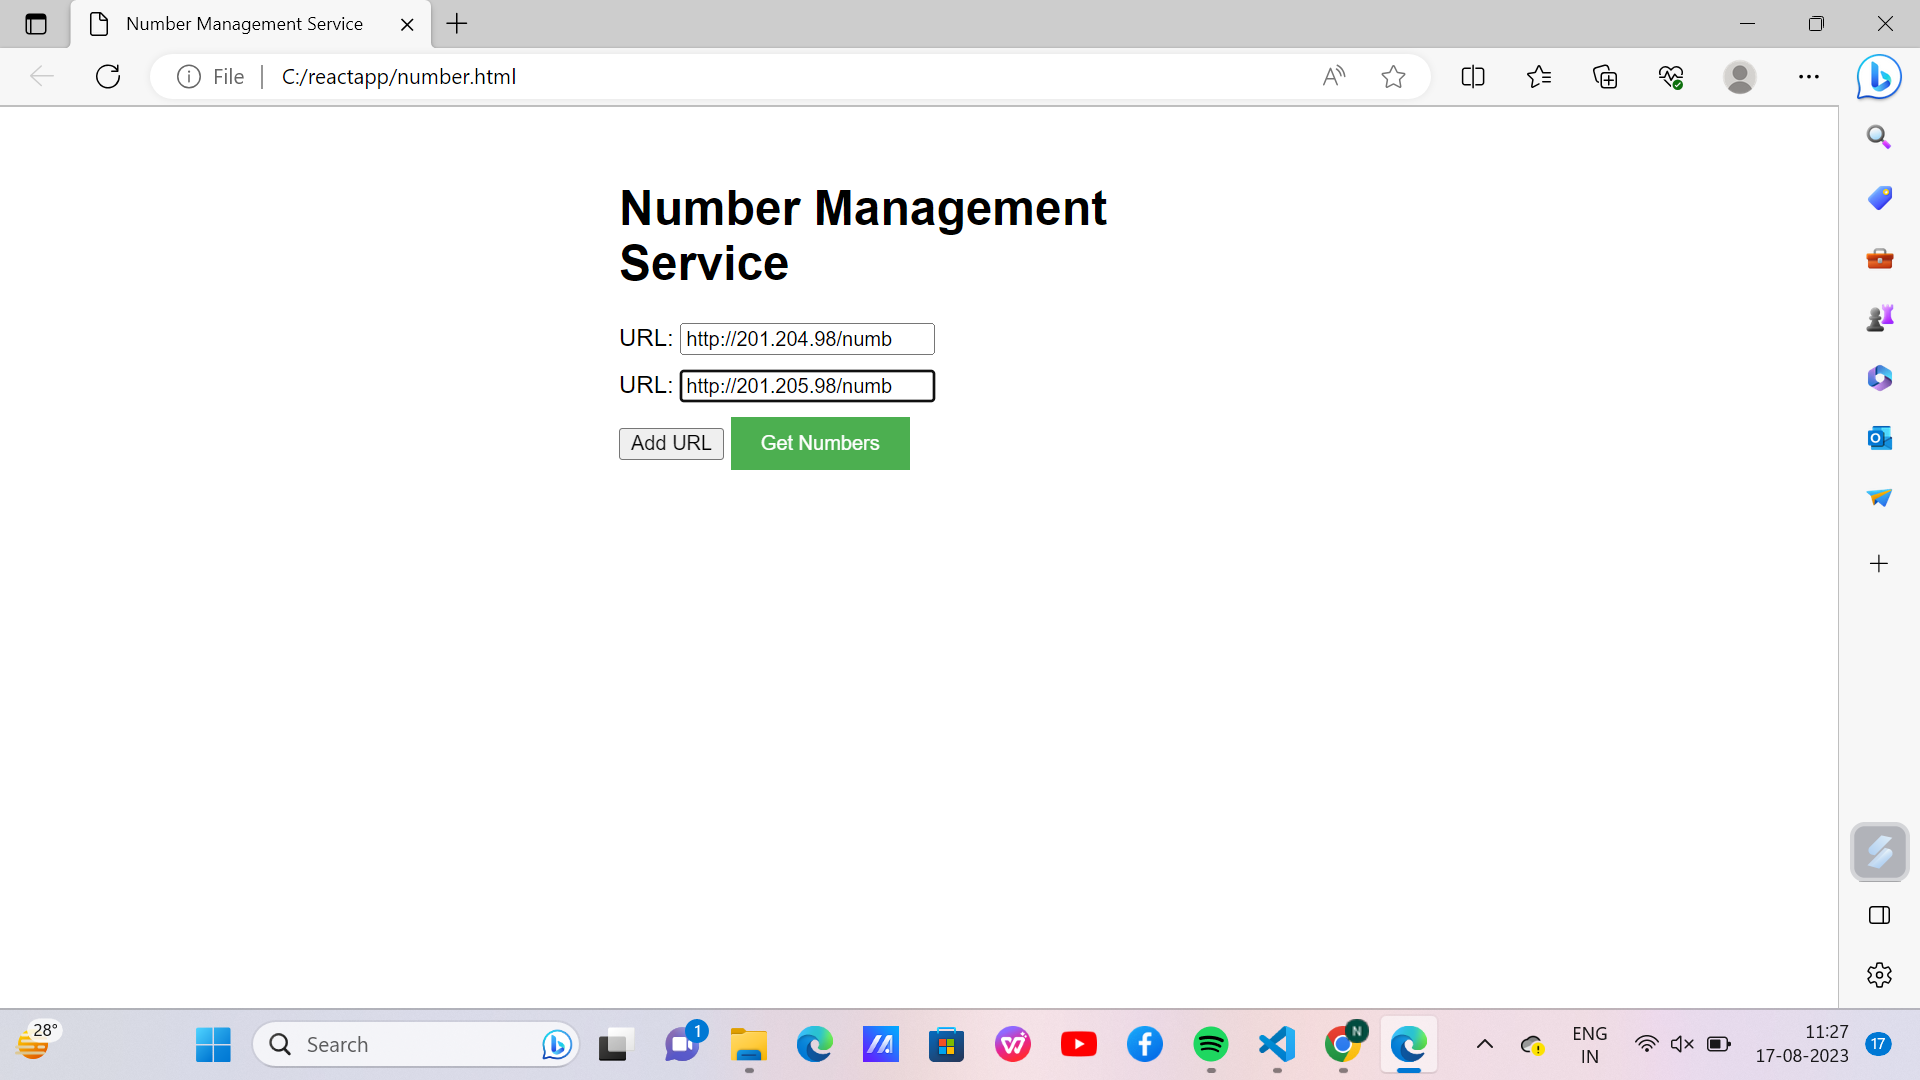 Number Management Service
File
C:/reactapp/number.html
Number Management
Service
URL: http://201.204.98/numb
URL: http://201.205.98/numb
Add URL
Get Numbers
28°
Search
1
N
ENG
IN
11:27
17-08-2023
17